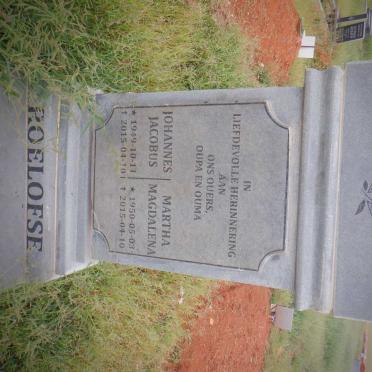 IN
LIEFDEVOLLE HERINNERING
AAN
ONS OUERS,
OUPA EN OUMA
JOHANNES | MARTHA
JACOBUS | MAGDALENA
★ 1949-10-11 | ★ 1950-05-03
† 2015-04-10 | † 2015-04-10
ROELOFSE